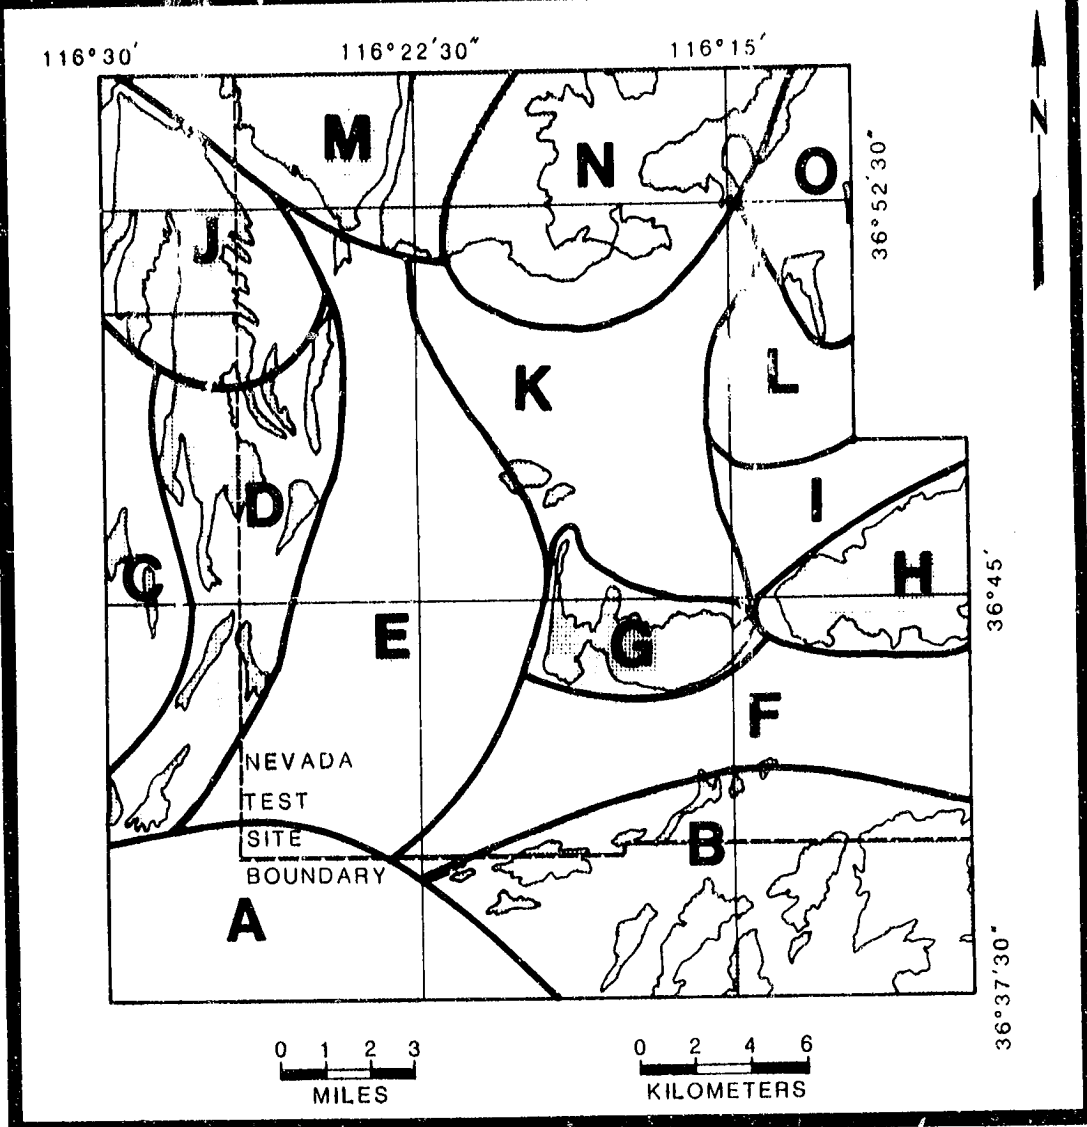 116°30′ 116°22′30″ 116°15′
N
M
N
O
36°52′30″
J
K
L
D
I
C
H
36°45′
E
G
F
NEVADA
TEST
SITE
BOUNDARY
B
A
36°37′30″
0 1 2 3
MILES
0 2 4 6
KILOMETERS